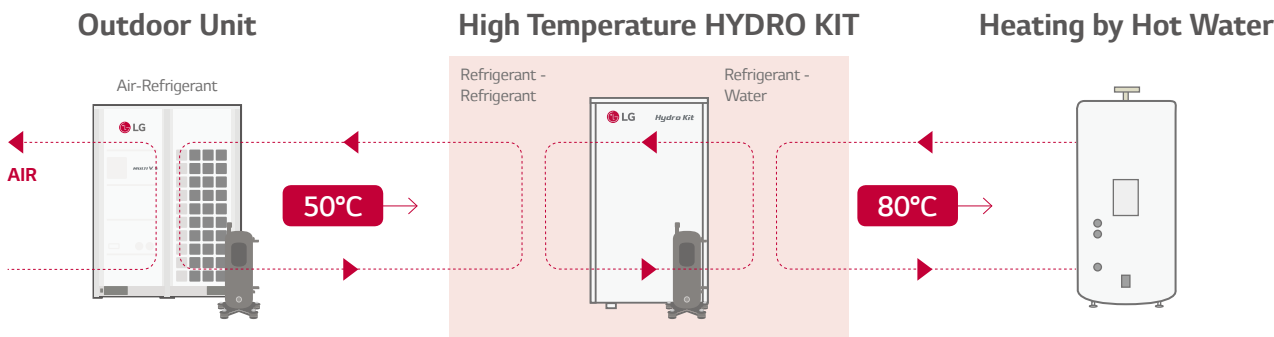 Outdoor Unit
High Temperature HYDRO KIT
Heating by Hot Water
Air-Refrigerant
Refrigerant -
Refrigerant
Refrigerant -
Water
LG
MULTI V
LG
Hydro Kit
AIR
50°C
80°C